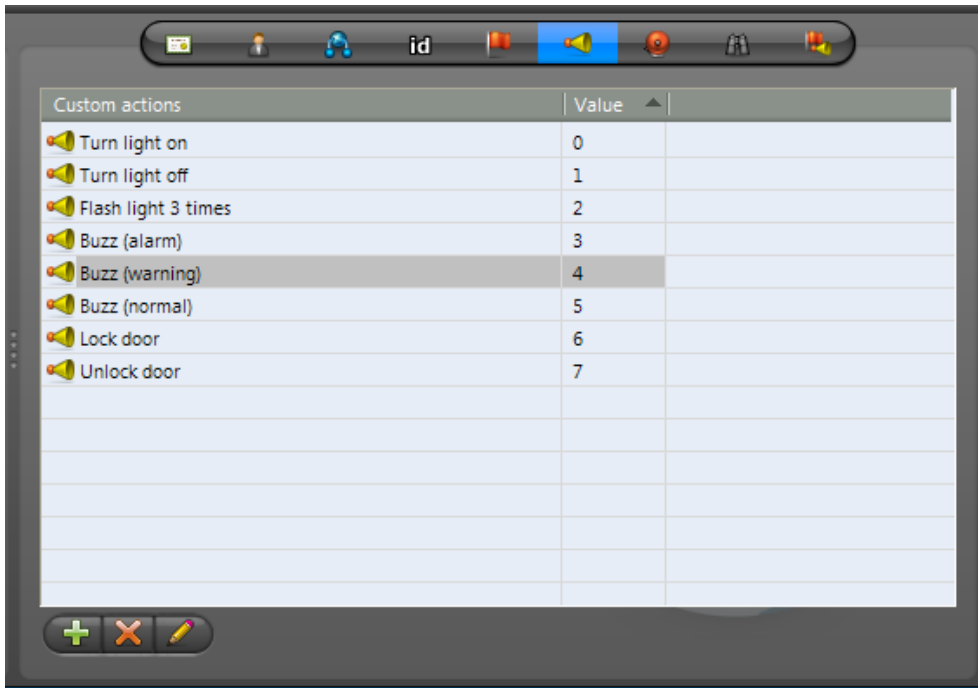 id
Custom actions Value
Turn light on 0
Turn light off 1
Flash light 3 times 2
Buzz (alarm) 3
Buzz (warning) 4
Buzz (normal) 5
Lock door 6
Unlock door 7